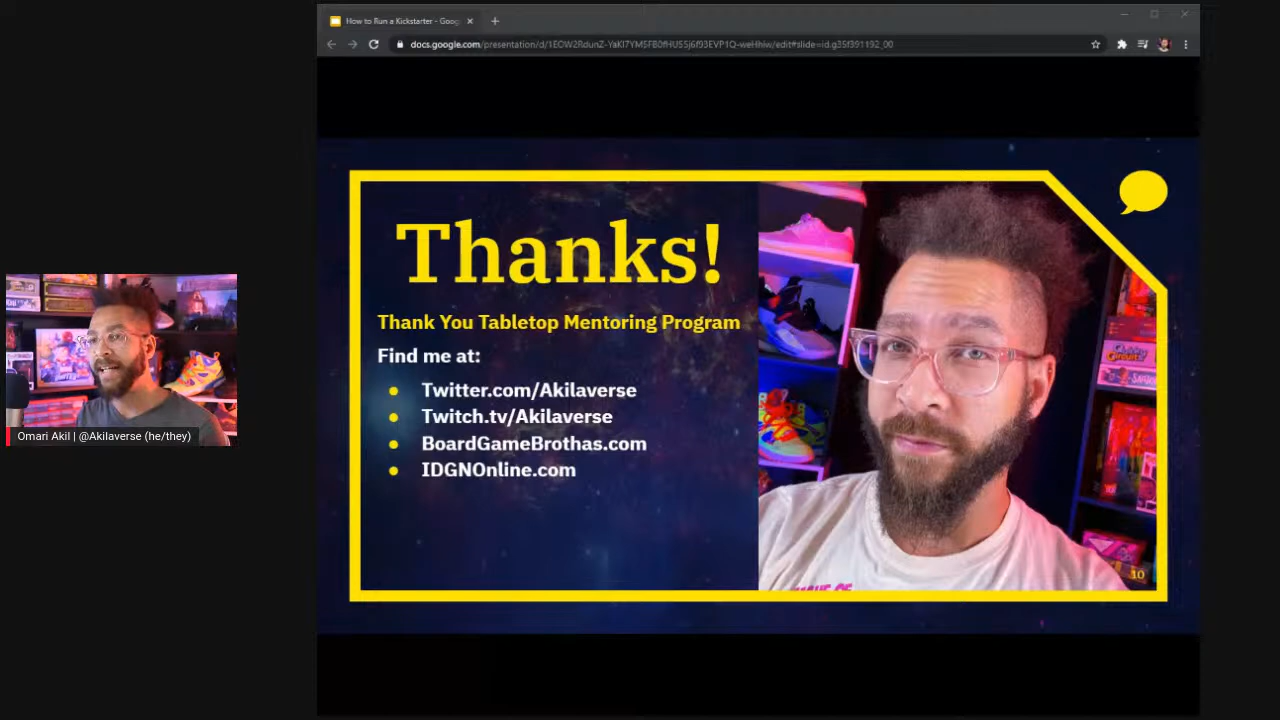 How to Run a Kickstarter - Goog
docs.google.com/presentation/d/1EOW2RdunZ-YaKl7YMSFB0fHUS5j6f93EVP1Q-weHhiw/edit#slide=id.g35f391192_00
Thanks!
Thank You Tabletop Mentoring Program
Find me at:
Twitter.com/Akilaverse
Twitch.tv/Akilaverse
BoardGameBrothas.com
IDGNOnline.com
10
Omari Akil | @Akilaverse (he/they)